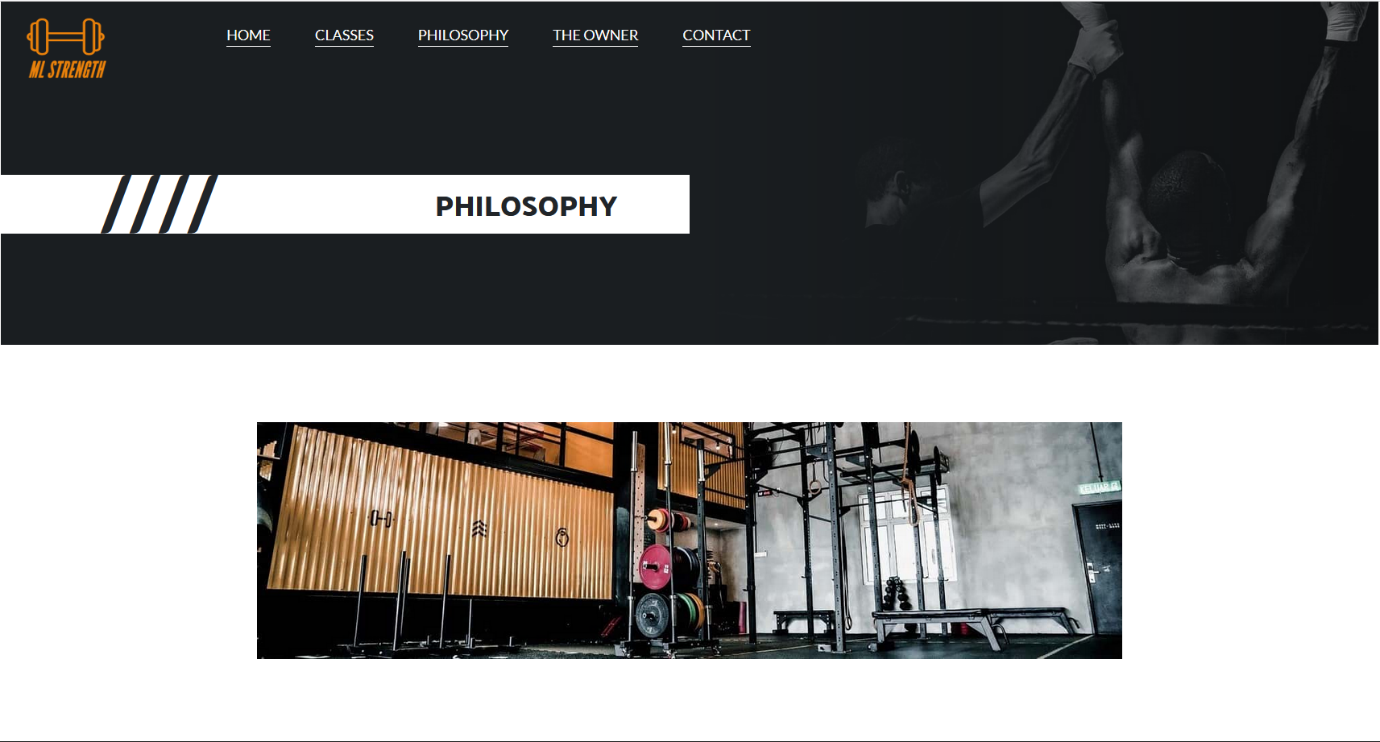 HOME CLASSES PHILOSOPHY THE OWNER CONTACT
ML STRENGTH
PHILOSOPHY